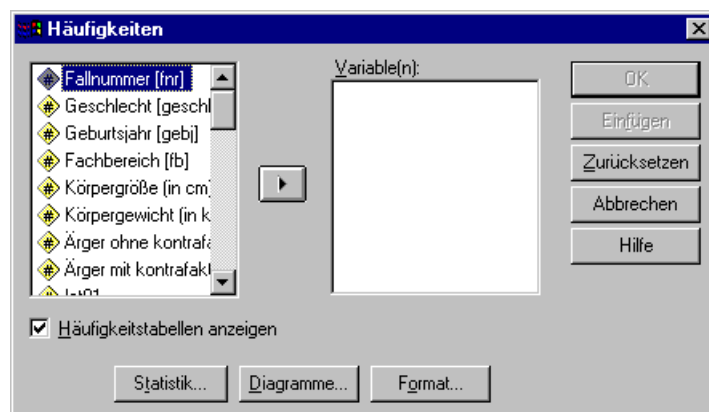 Häufigkeiten
Fallnummer [fnr]
Geschlecht [geschl
Geburtsjahr [gebj]
Fachbereich [fb]
Körpergröße (in cm)
Körpergewicht (in k
Ärger ohne kontrafa
Ärger mit kontrafakt
lot01
Variable(n):
OK
Einfügen
Zurücksetzen
Abbrechen
Hilfe
Häufigkeitstabellen anzeigen
Statistik...
Diagramme...
Format...